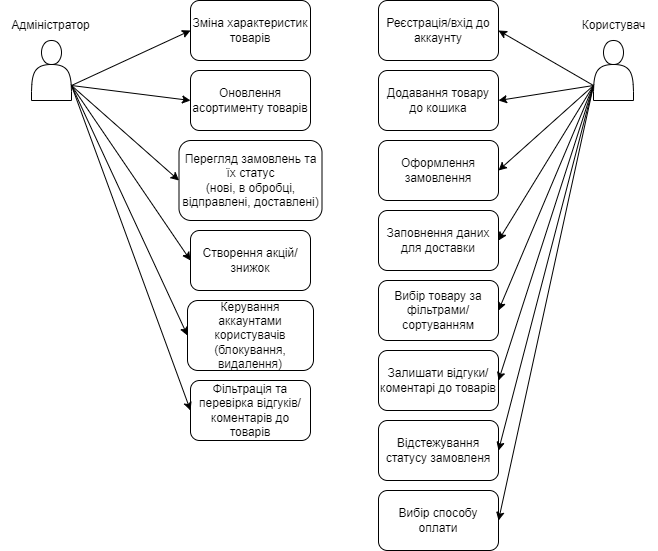 Адміністратор
Зміна характеристик
товарів
Оновлення
асортименту товарів
Перегляд замовлень та
їх статус
(нові, в обробці,
відправлені, доставлені)
Створення акцій/
знижок
Керування
аккаунтами
користувачів
(блокування,
видалення)
Фільтрація та
перевірка відгуків/
коментарів до
товарів
Користувач
Реєстрація/вхід до
аккаунту
Додавання товару
до кошика
Оформлення
замовлення
Заповнення даних
для доставки
Вибір товару за
фільтрами/
сортуванням
Залишати відгуки/
коментарі до товарів
Відстежування
статусу замовленя
Вибір способу
оплати